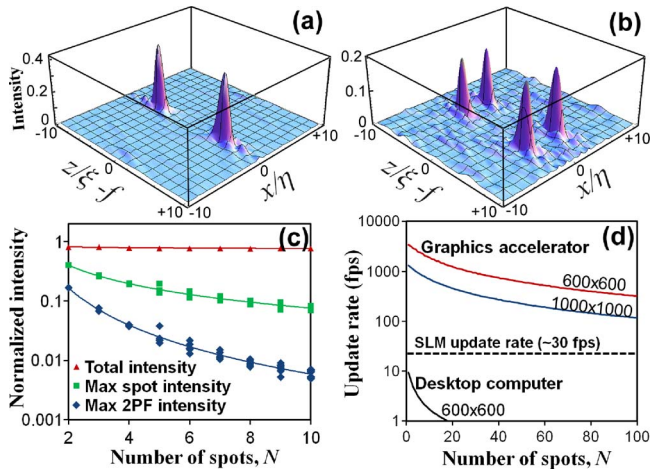 (a)
0.4
0.2
0
Intensity
-10
0
+10
-10
0
+10
z/ξ -f
x/η
(b)
0.2
0.1
0
-10
0
+10
-10
0
+10
z/ξ -f
x/η
(c)
Normalized intensity
1
0.1
0.01
0.001
Total intensity
Max spot intensity
Max 2PF intensity
2
4
6
8
10
Number of spots, N
(d)
Update rate (fps)
10000
1000
100
10
1
Graphics accelerator
600x600
1000x1000
SLM update rate (~30 fps)
Desktop computer
600x600
0
20
40
60
80
100
Number of spots, N